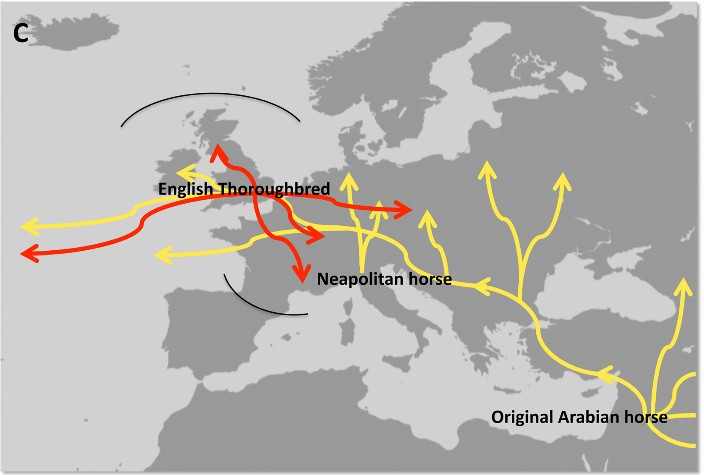 C
English Thoroughbred
Neapolitan horse
Original Arabian horse